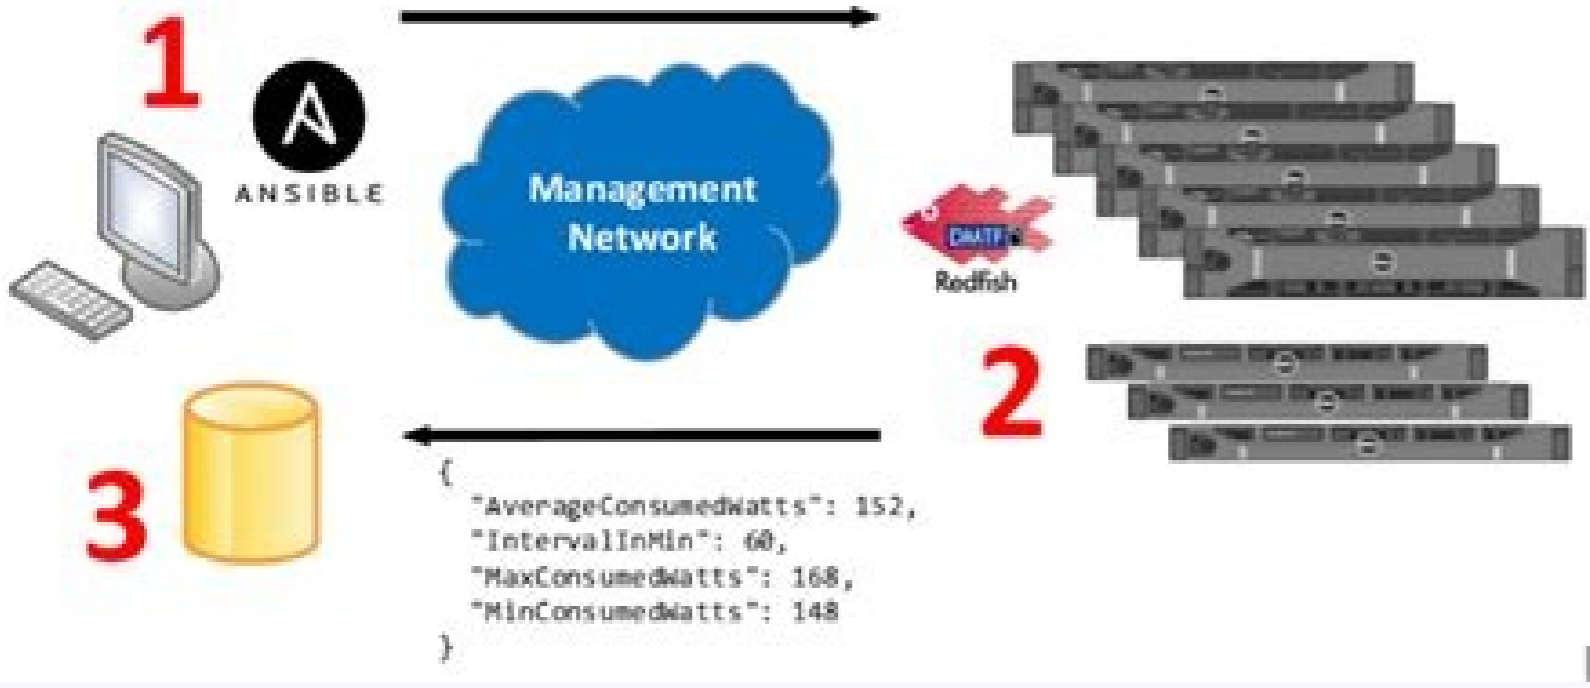 1
ANSIBLE
Management
Network
DMTF
Redfish
2
3
{
"AverageConsumedWatts": 152,
"IntervalInMin": 60,
"MaxConsumedWatts": 168,
"MinConsumedWatts": 148
}